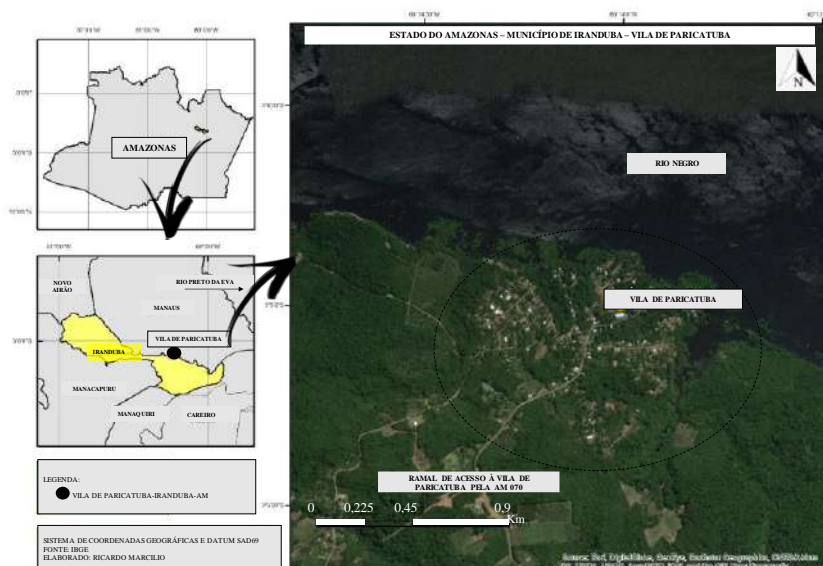 ESTADO DO AMAZONAS – MUNICÍPIO DE IRANDUBA – VILA DE PARICATUBA
N
AMAZONAS
RIO NEGRO
VILA DE PARICATUBA
RAMAL DE ACESSO À VILA DE
PARICATUBA PELA AM 070
0 0,225 0,45 0,9
Km
NOVO
AIRÃO
RIO PRETO DA EVA
MANAUS
VILA DE PARICATUBA
IRANDUBA
MANACAPURU
MANAQUIRI
CAREIRO
LEGENDA:
VILA DE PARICATUBA-IRANDUBA-AM
SISTEMA DE COORDENADAS GEOGRÁFICAS E DATUM SAD69
FONTE: IBGE
ELABORADO: RICARDO MARCILIO